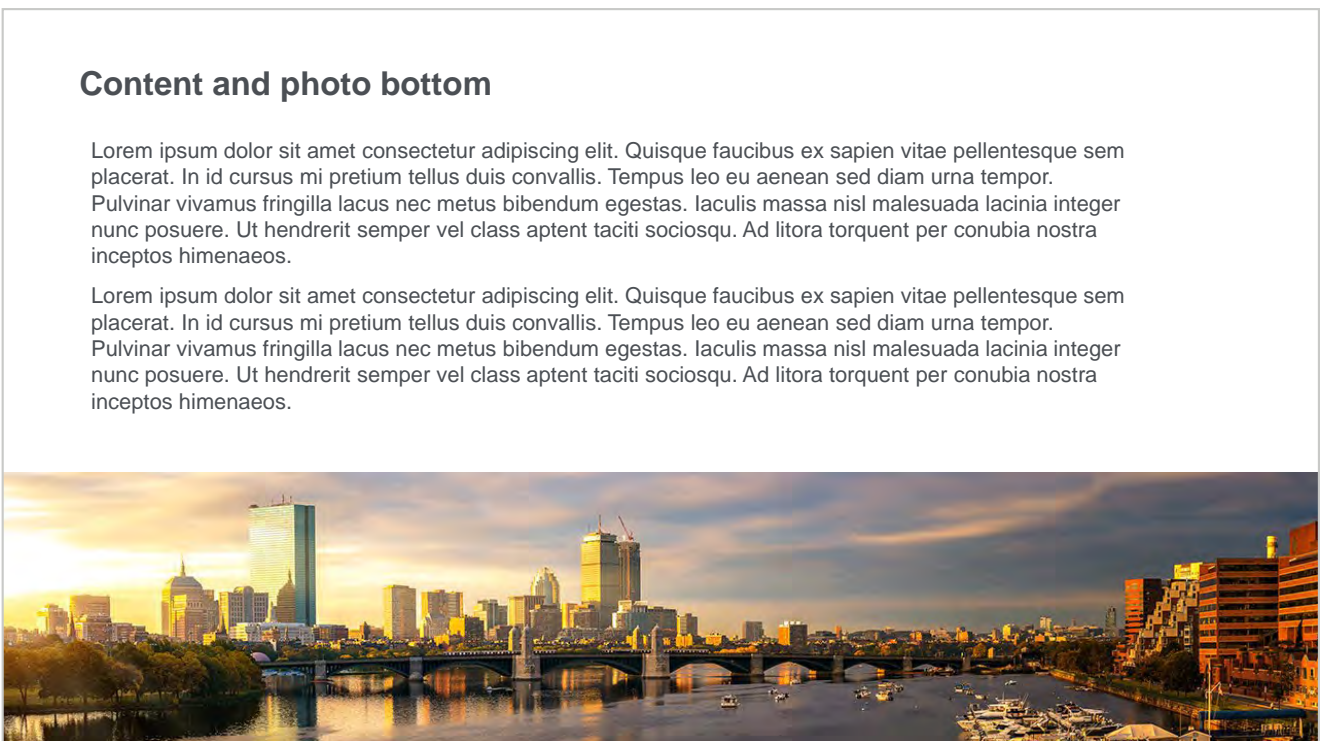 Content and photo bottom
Lorem ipsum dolor sit amet consectetur adipiscing elit. Quisque faucibus ex sapien vitae pellentesque sem
placerat. In id cursus mi pretium tellus duis convallis. Tempus leo eu aenean sed diam urna tempor.
Pulvinar vivamus fringilla lacus nec metus bibendum egestas. Iaculis massa nisl malesuada lacinia integer
nunc posuere. Ut hendrerit semper vel class aptent taciti sociosqu. Ad litora torquent per conubia nostra
inceptos himenaeos.
Lorem ipsum dolor sit amet consectetur adipiscing elit. Quisque faucibus ex sapien vitae pellentesque sem
placerat. In id cursus mi pretium tellus duis convallis. Tempus leo eu aenean sed diam urna tempor.
Pulvinar vivamus fringilla lacus nec metus bibendum egestas. Iaculis massa nisl malesuada lacinia integer
nunc posuere. Ut hendrerit semper vel class aptent taciti sociosqu. Ad litora torquent per conubia nostra
inceptos himenaeos.